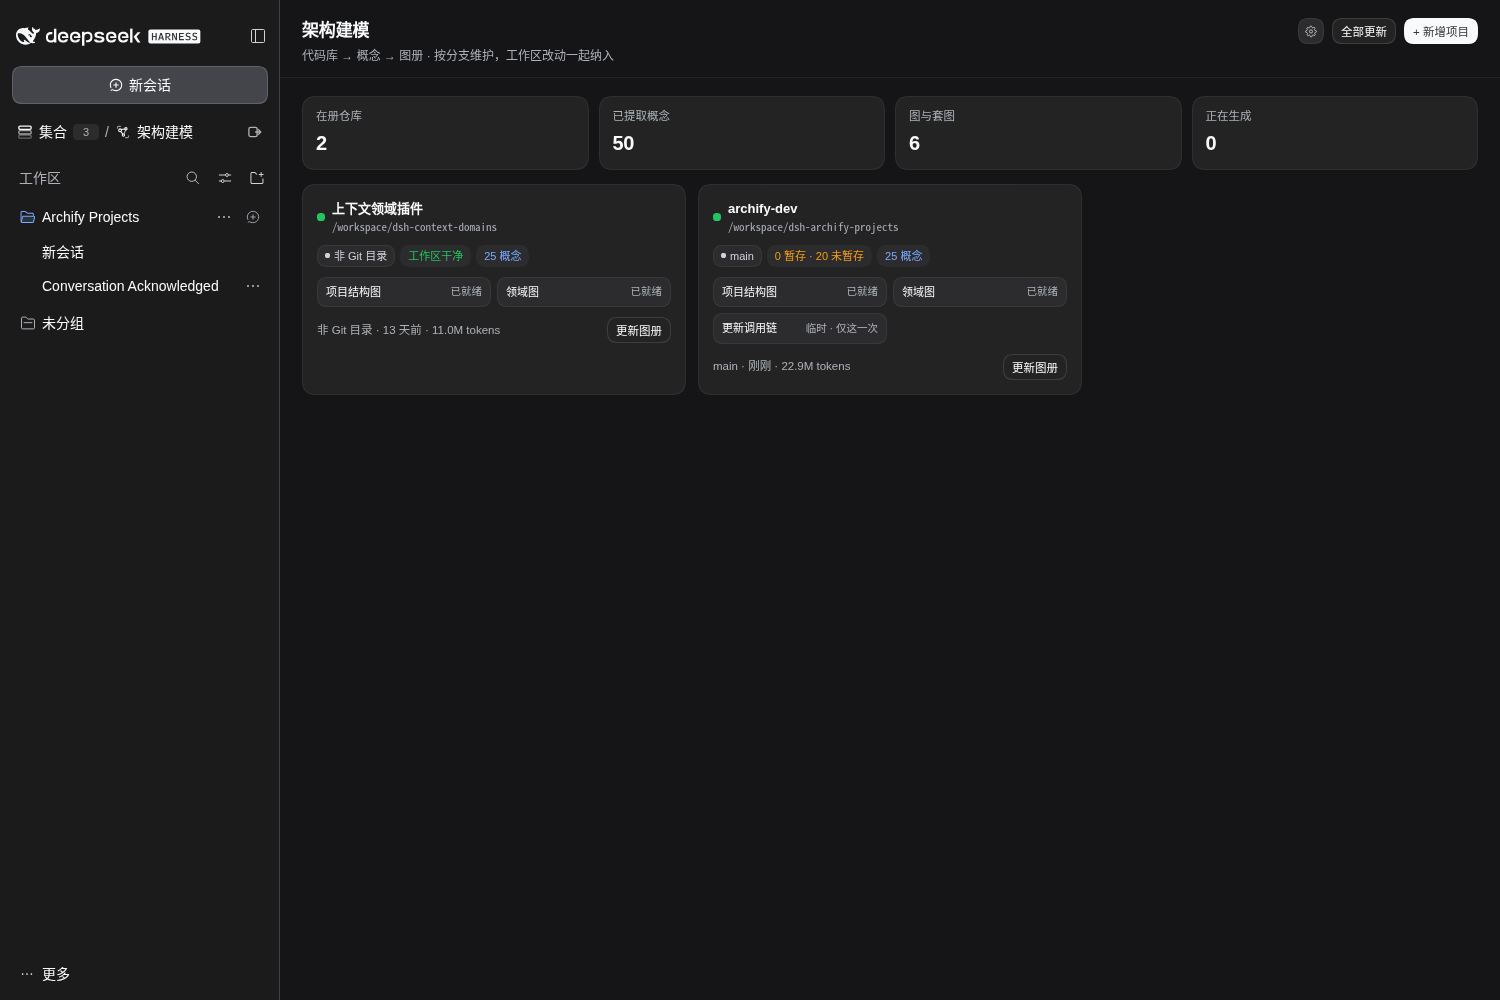 deepseek HARNESS
新会话
集合 3 / 架构建模
工作区
Archify Projects
新会话
Conversation Acknowledged
未分组
更多
架构建模
代码库 → 概念 → 图册 · 按分支维护，工作区改动一起纳入
全部更新
+ 新增项目
在册仓库
2
已提取概念
50
图与套图
6
正在生成
0
上下文领域插件
/workspace/dsh-context-domains
非 Git 目录 工作区干净 25 概念
项目结构图 已就绪 领域图 已就绪
非 Git 目录 · 13 天前 · 11.0M tokens 更新图册
archify-dev
/workspace/dsh-archify-projects
main 0 暂存 · 20 未暂存 25 概念
项目结构图 已就绪 领域图 已就绪
更新调用链 临时 · 仅这一次
main · 刚刚 · 22.9M tokens 更新图册